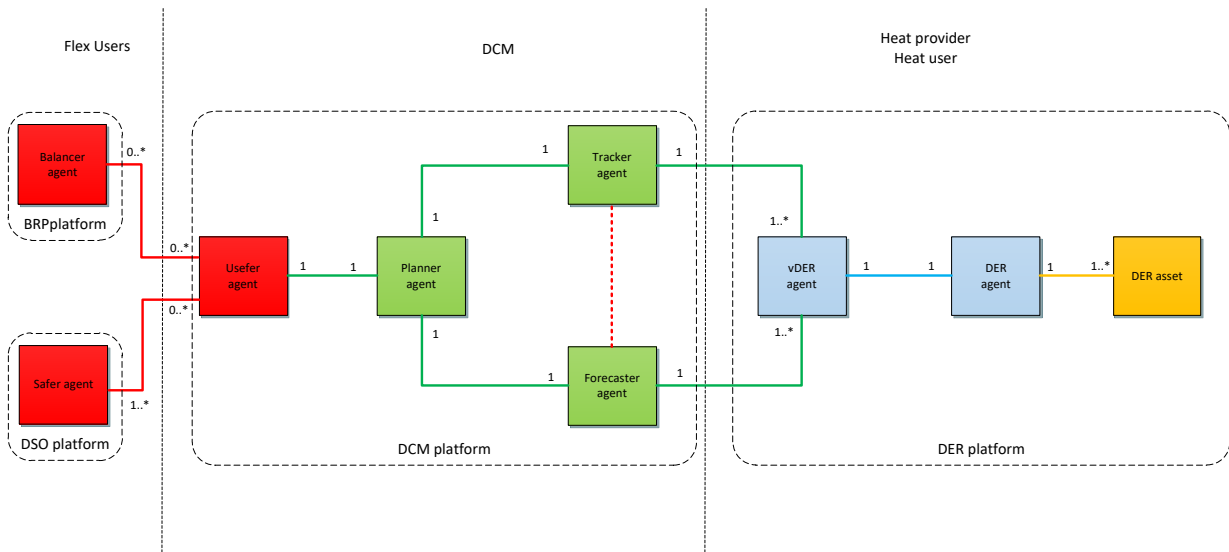 Flex Users
DCM
Heat provider
Heat user
Balancer
agent
0..*
BRPplatform
0..*
Usefer
agent
0..*
Safer agent
1..*
DSO platform
1
1
Planner
agent
1
1
1
1
Tracker
agent
1
Forecaster
agent
1
DCM platform
1..*
vDER
agent
1..*
1
1
DER
agent
1
1..*
DER asset
DER platform